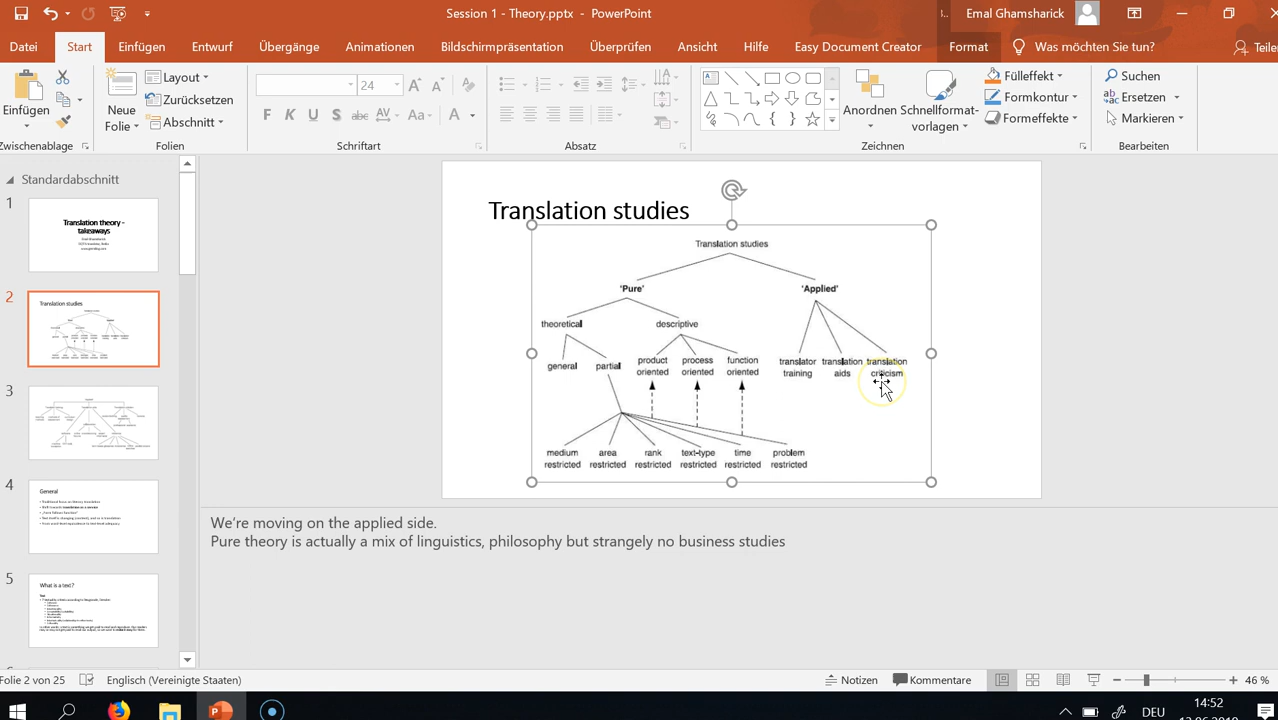 Session 1 - Theory.pptx - PowerPoint
Emal Ghamsharick
Datei Start Einfügen Entwurf Übergänge Animationen Bildschirmpräsentation Überprüfen Ansicht Hilfe Easy Document Creator Format Was möchten Sie tun? Teilen
Einfügen
Zwischenablage
Neue
Folie
Layout
Zurücksetzen
Abschnitt
Folien
24
F K U S abc AV Aa A
Schriftart
Absatz
Anordnen
Schnellformat-
vorlagen
Fülleffekt
Formkontur
Formeffekte
Zeichnen
Suchen
Ersetzen
Markieren
Bearbeiten
Standardabschnitt
1
Translation theory -
takeaways
2
Translation studies
3
4
General
5
What is a text?
Translation studies
Translation studies
'Pure' 'Applied'
theoretical descriptive
general partial
product
oriented
process
oriented
function
oriented
translator
training
translation
aids
translation
criticism
medium
restricted
area
restricted
rank
restricted
text-type
restricted
time
restricted
problem
restricted
We're moving on the applied side.
Pure theory is actually a mix of linguistics, philosophy but strangely no business studies
Folie 2 von 25 Englisch (Vereinigte Staaten) Notizen Kommentare 46 %
DEU
14:52